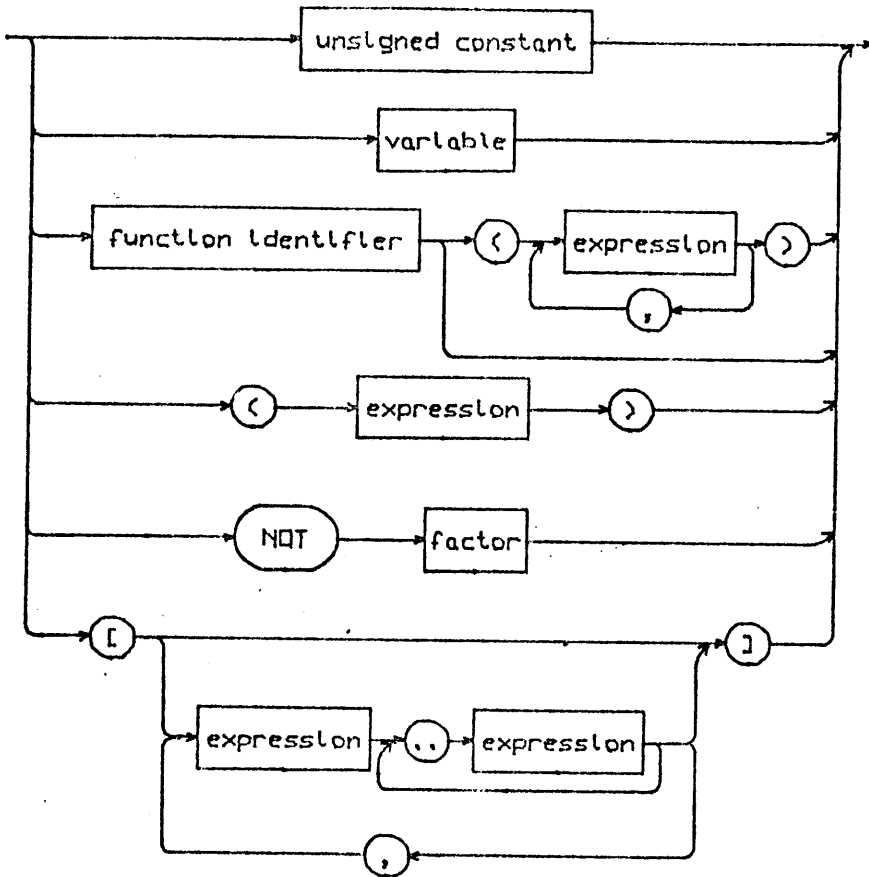 unsigned constant
variable
function identifier ( expression )
,
( expression )
NOT factor
[ ]
expression .. expression
,